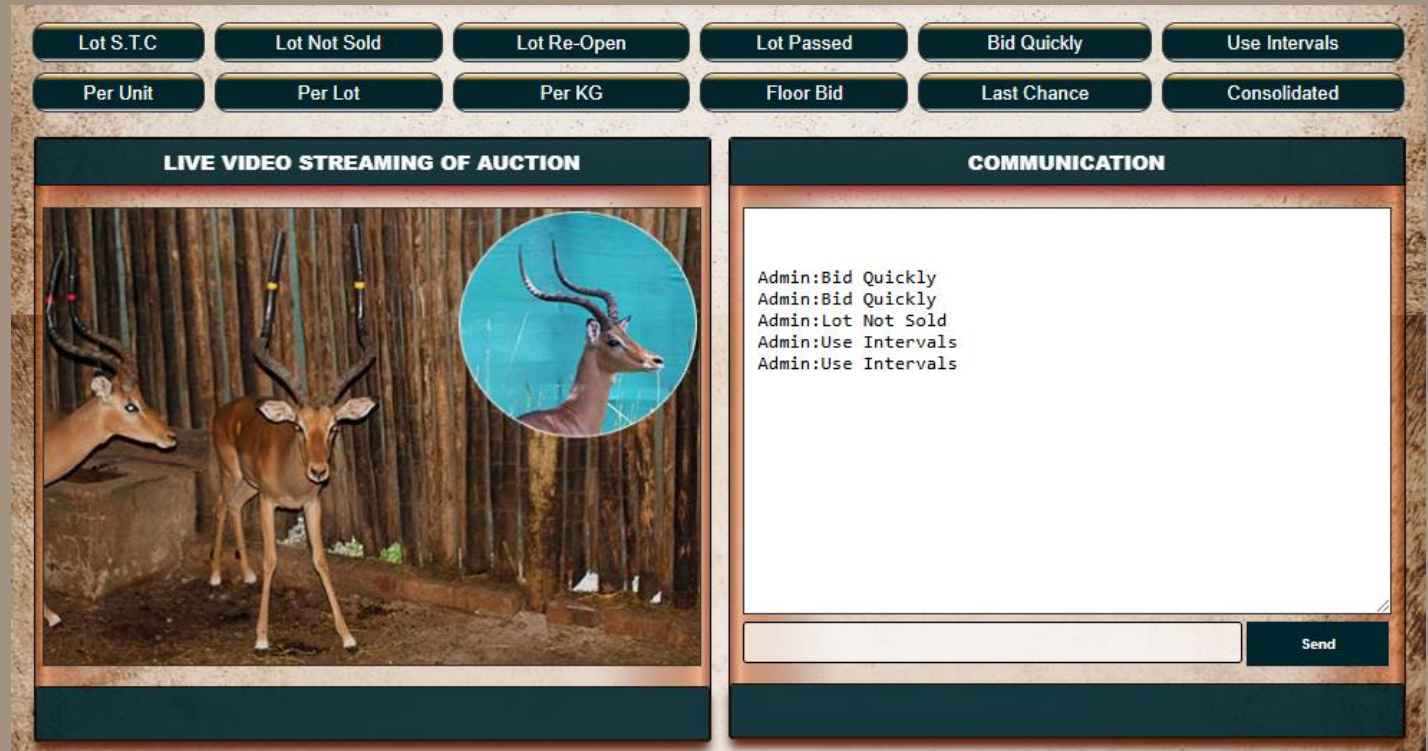 Lot S.T.C Lot Not Sold Lot Re-Open Lot Passed Bid Quickly Use Intervals
Per Unit Per Lot Per KG Floor Bid Last Chance Consolidated
LIVE VIDEO STREAMING OF AUCTION
COMMUNICATION
Admin:Bid Quickly
Admin:Bid Quickly
Admin:Lot Not Sold
Admin:Use Intervals
Admin:Use Intervals
Send